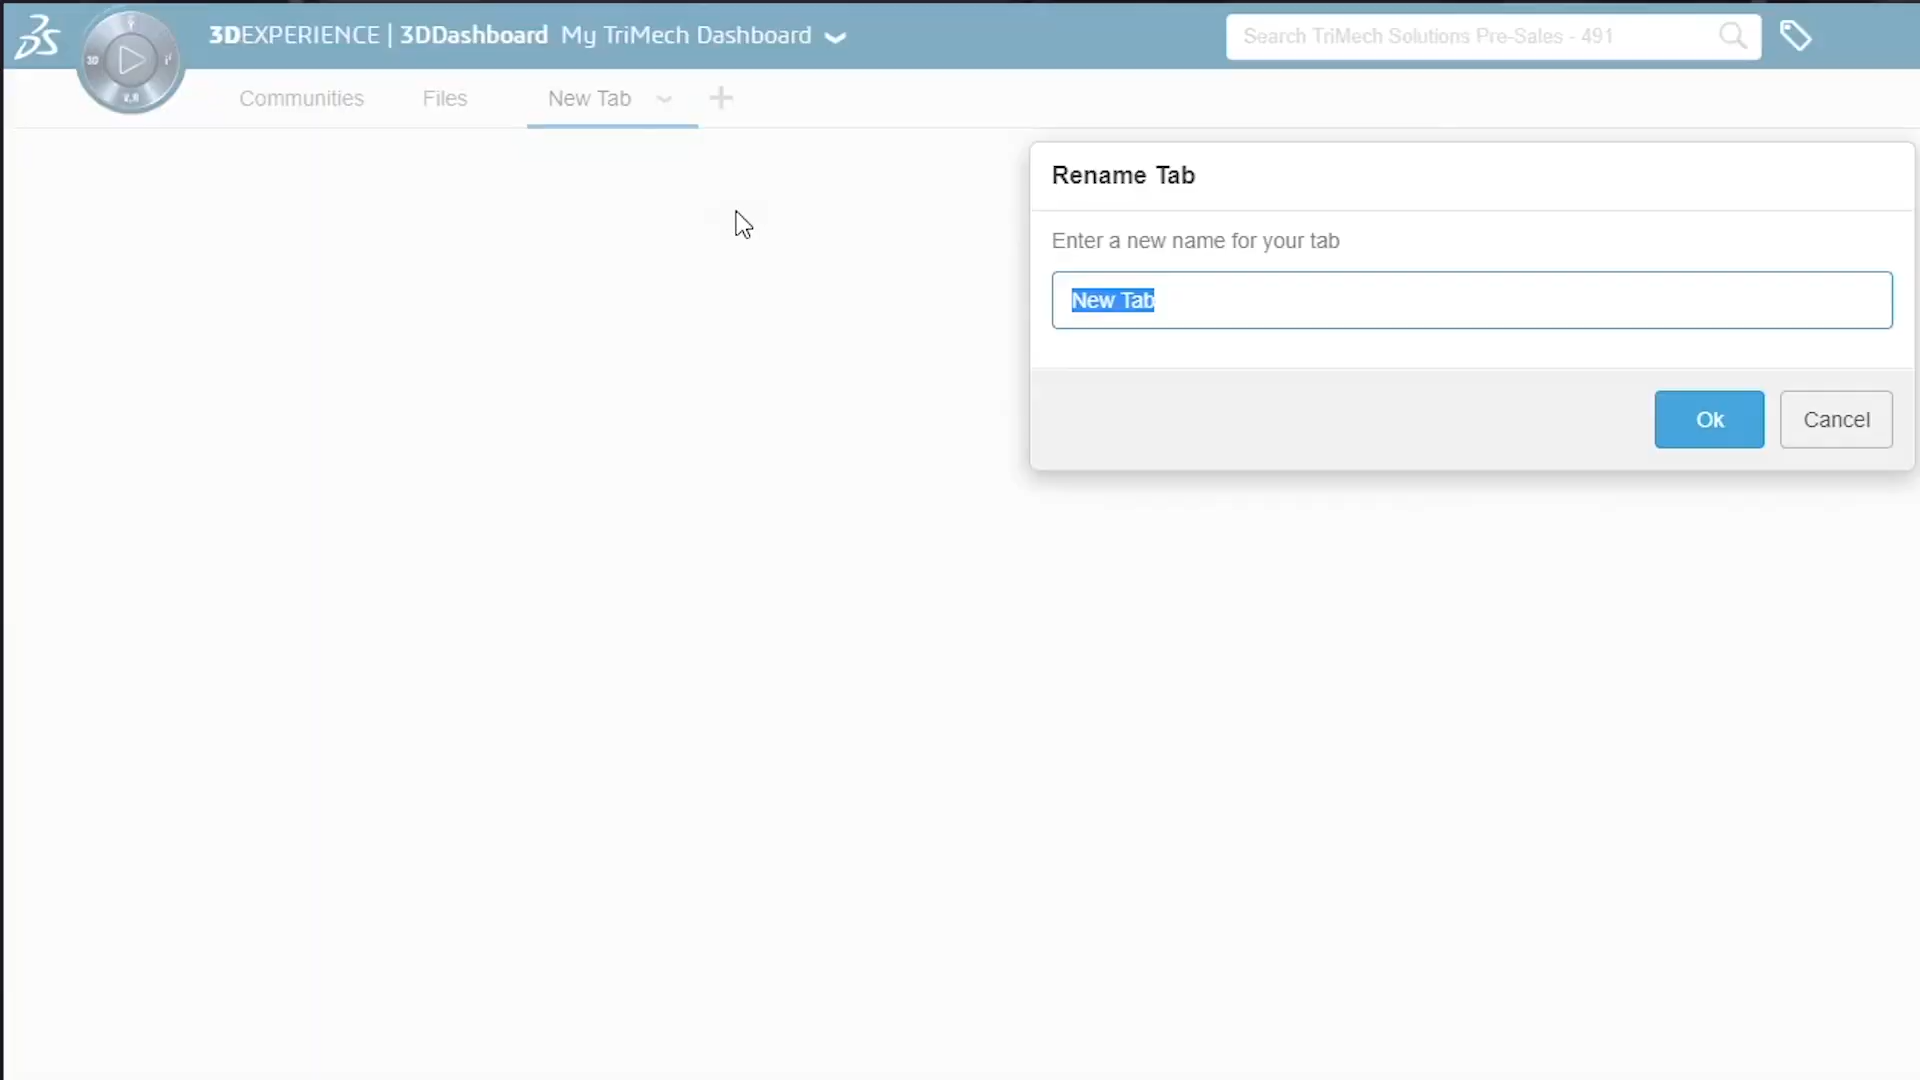 3DEXPERIENCE | 3DDashboard My TriMech Dashboard
Search TriMech Solutions Pre-Sales - 491
3D
V.R
Communities
Files
New Tab
Rename Tab
Enter a new name for your tab
New Tab
Ok
Cancel